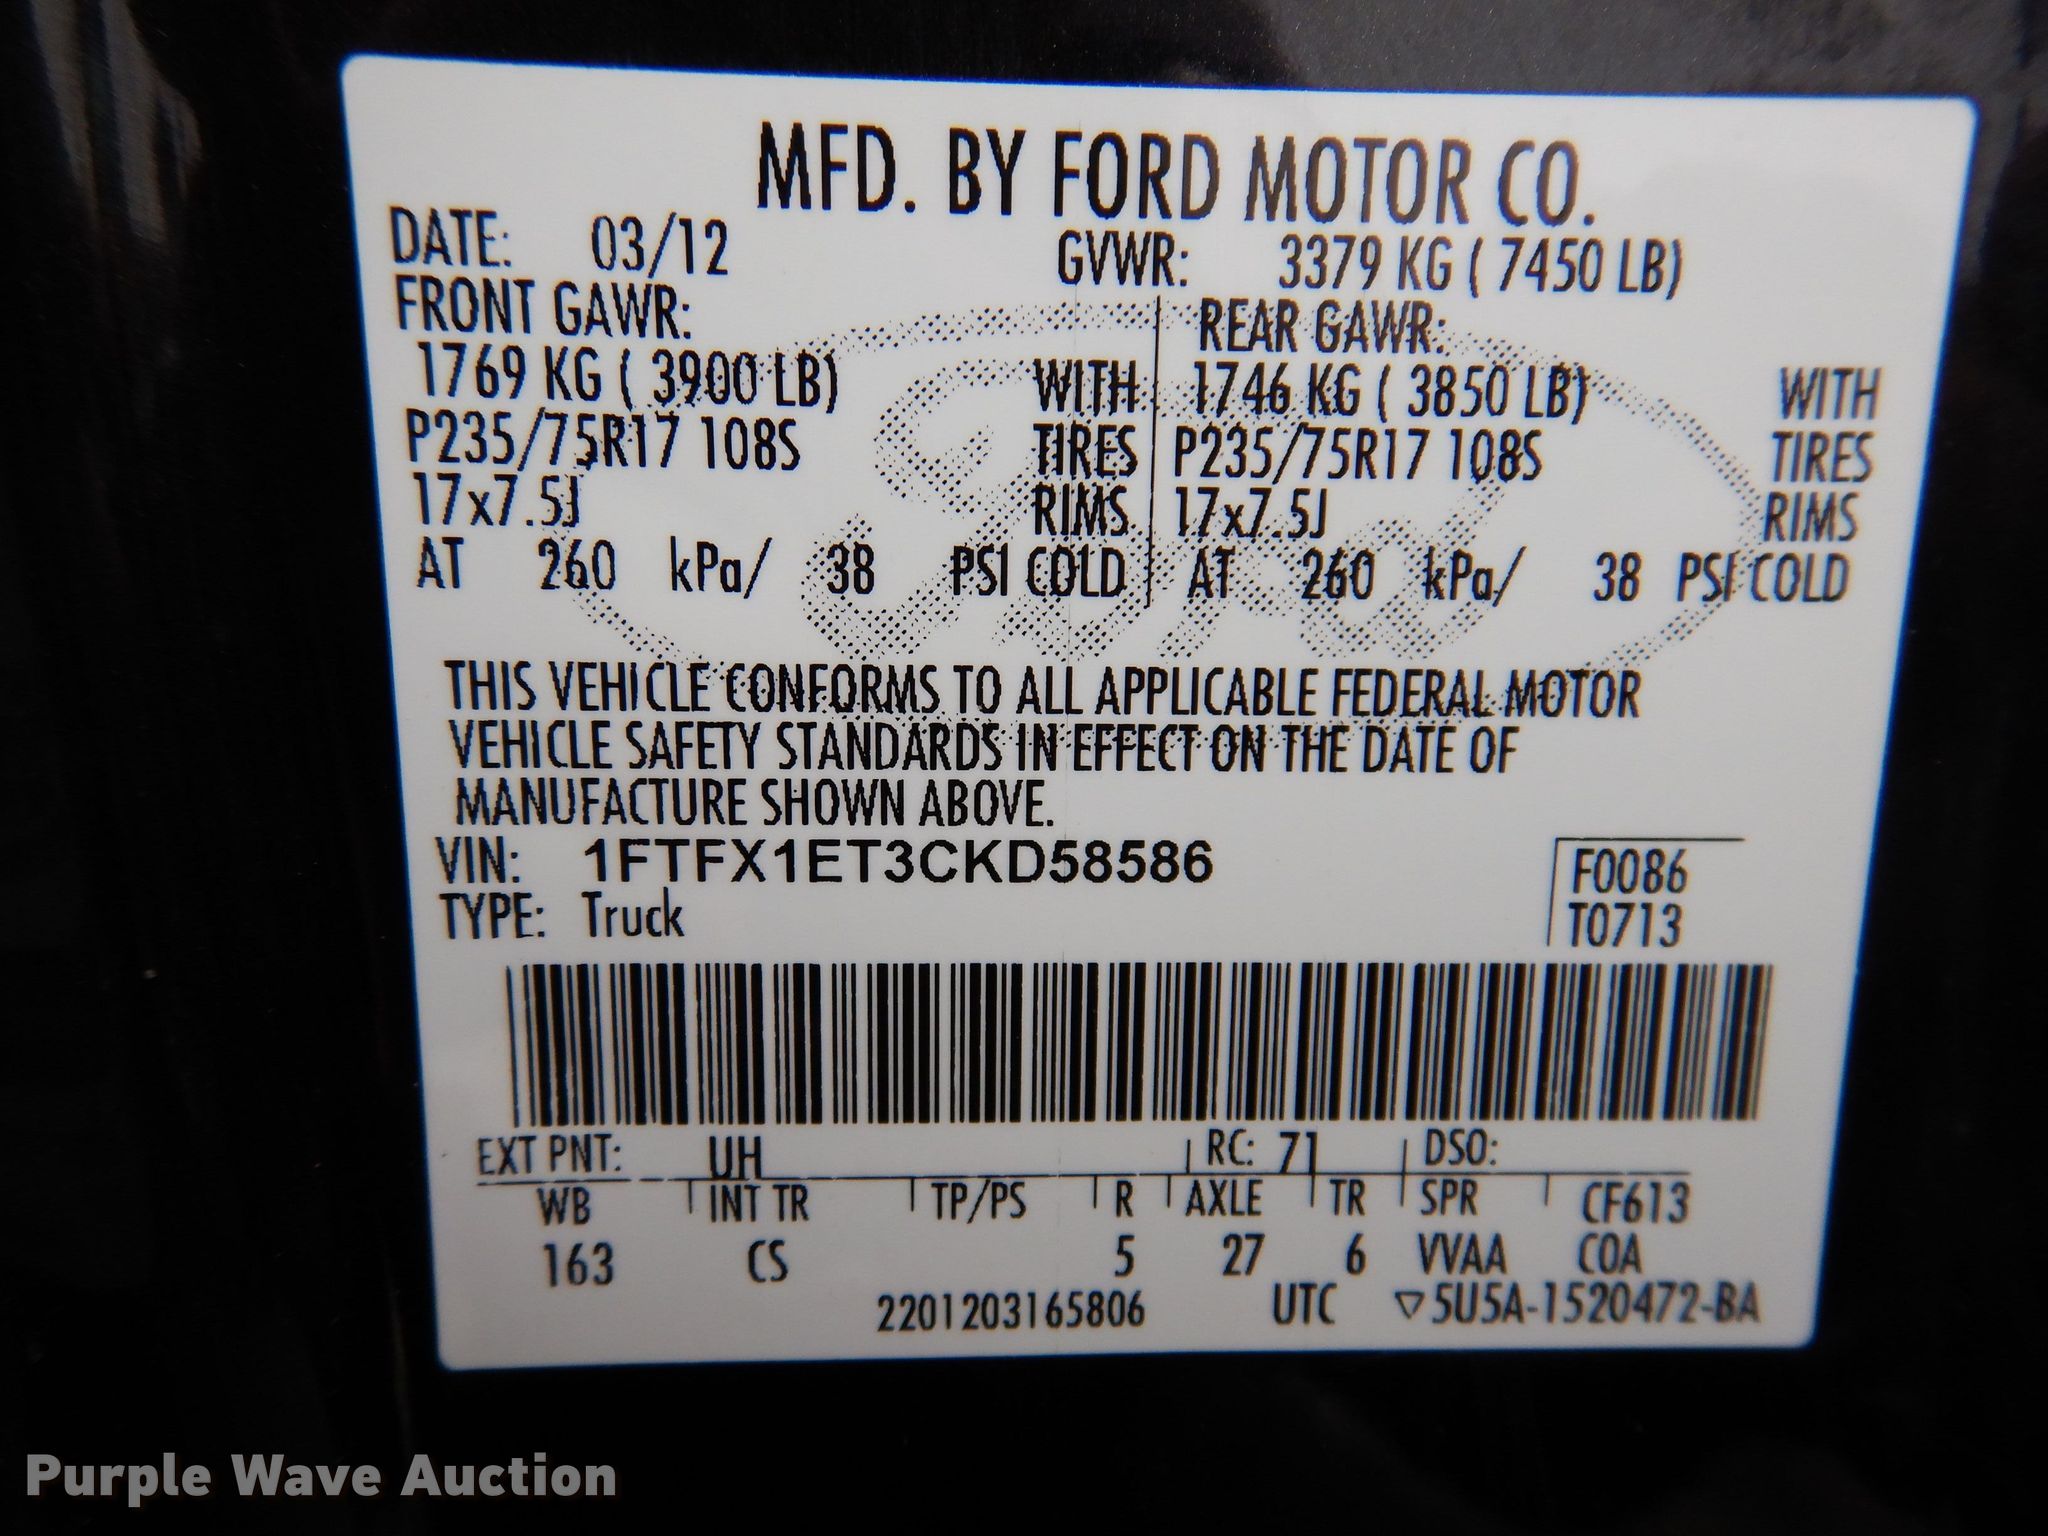 MFD. BY FORD MOTOR CO.
DATE: 03/12 GVWR: 3379 KG ( 7450 LB)
FRONT GAWR: REAR GAWR:
1769 KG ( 3900 LB) WITH 1746 KG ( 3850 LB) WITH
P235/75R17 108S TIRES P235/75R17 108S TIRES
17x7.5J RIMS 17x7.5J RIMS
AT 260 kPa/ 38 PSI COLD AT 260 kPa/ 38 PSI COLD
THIS VEHICLE CONFORMS TO ALL APPLICABLE FEDERAL MOTOR
VEHICLE SAFETY STANDARDS IN EFFECT ON THE DATE OF
MANUFACTURE SHOWN ABOVE.
VIN: 1FTFX1ET3CKD58586 F0086
TYPE: Truck T0713
EXT PNT: UH RC: 71 DSO:
WB INT TR TP/PS R AXLE TR SPR CF613
163 CS 5 27 6 VVAA COA
2201203165806 UTC ▽5U5A-1520472-BA
Purple Wave Auction